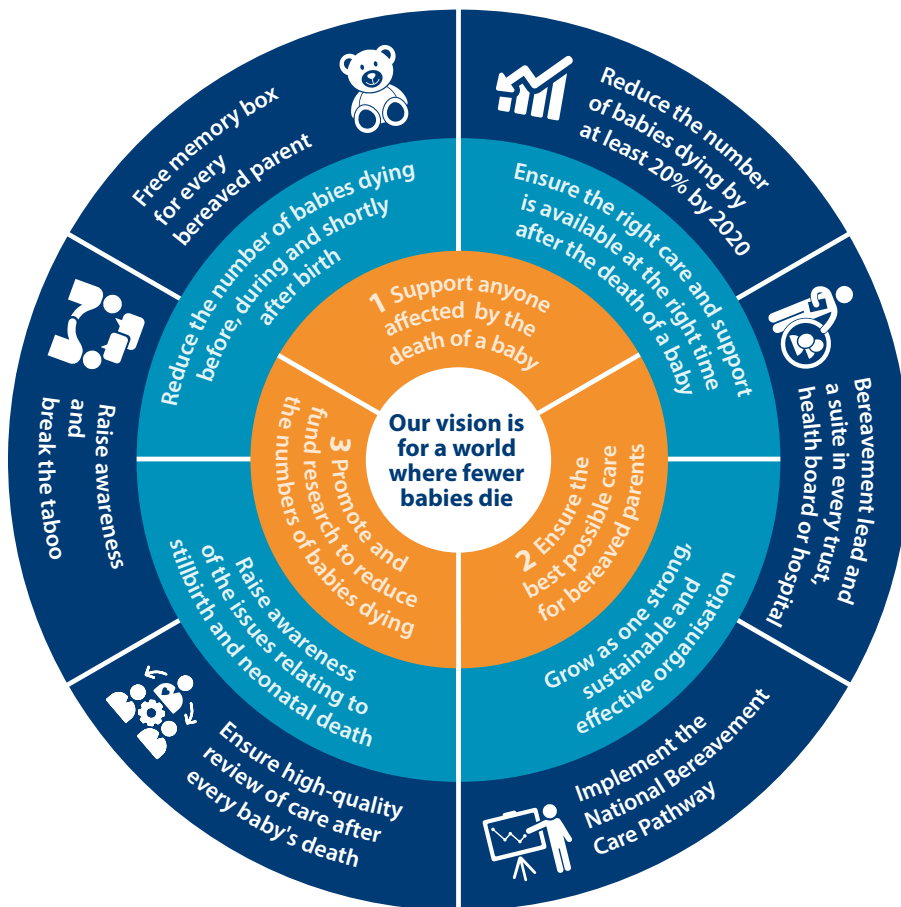 Our vision is
for a world
where fewer
babies die
1 Support anyone
affected by the
death of a baby
2 Ensure the
best possible care
for bereaved parents
3 Promote and
fund research to reduce
the numbers of babies dying
Reduce the number of babies dying
before, during and shortly
after birth
Ensure the right care and support
is available at the right time
after the death of a baby
Grow as one strong,
sustainable and
effective organisation
Raise awareness
of the issues relating to
stillbirth and neonatal death
Free memory box
for every
bereaved parent
Reduce the number
of babies dying by
at least 20% by 2020
Bereavement lead and
a suite in every trust,
health board or hospital
Implement the
National Bereavement
Care Pathway
Ensure high-quality
review of care after
every baby's death
Raise awareness
and
break the taboo